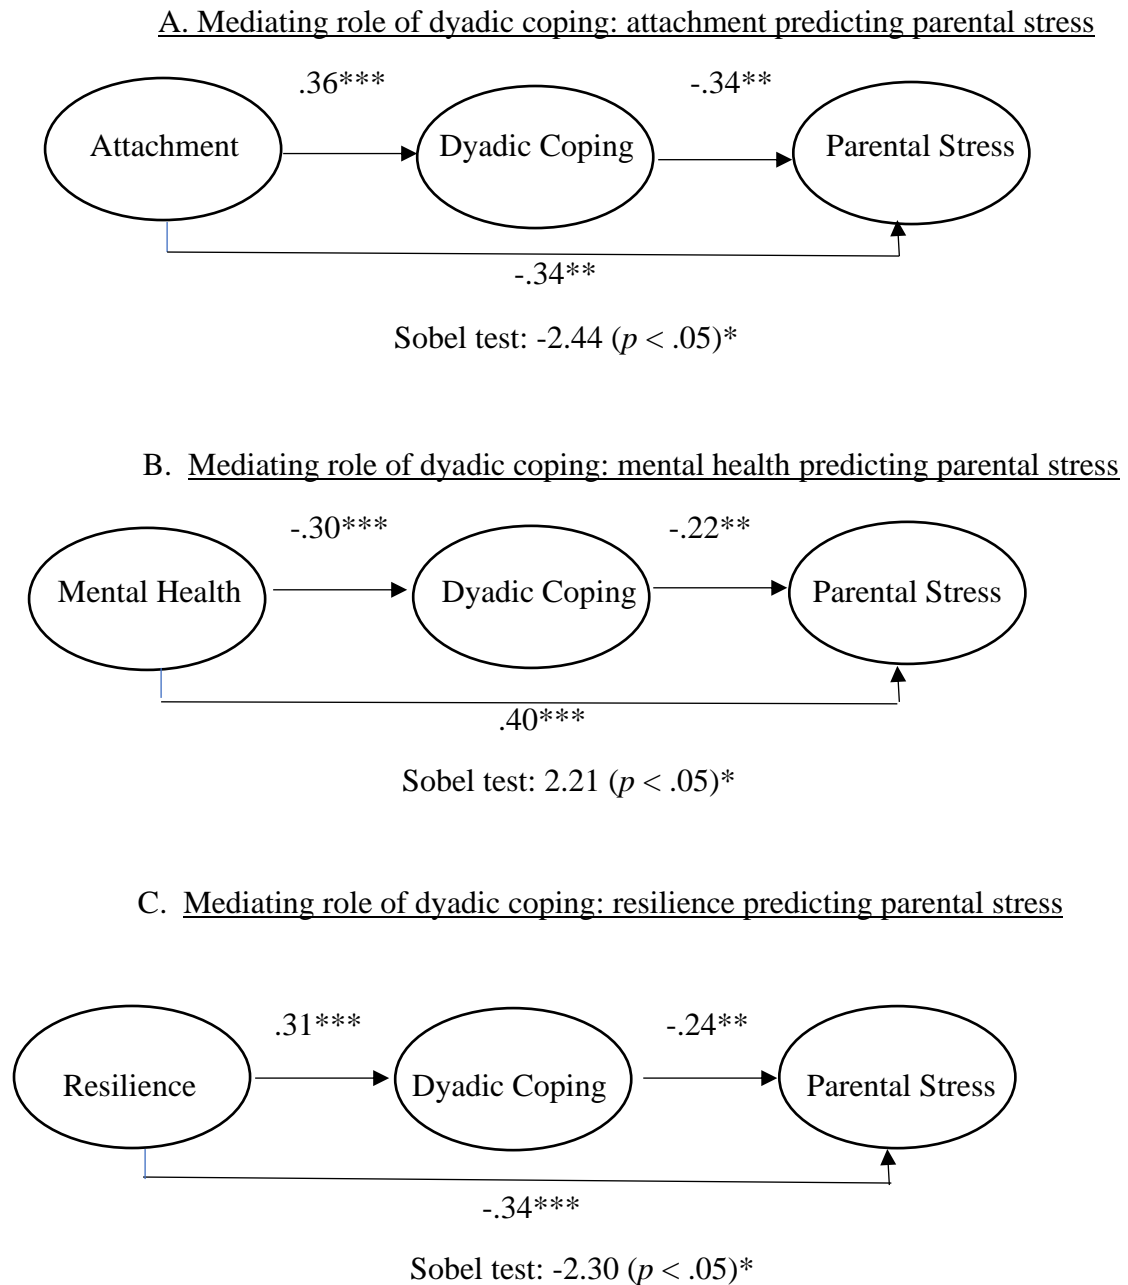 A. Mediating role of dyadic coping: attachment predicting parental stress
.36***
-.34**
Attachment
Dyadic Coping
Parental Stress
-.34**
Sobel test: -2.44 (p < .05)*
B. Mediating role of dyadic coping: mental health predicting parental stress
-.30***
-.22**
Mental Health
Dyadic Coping
Parental Stress
.40***
Sobel test: 2.21 (p < .05)*
C. Mediating role of dyadic coping: resilience predicting parental stress
.31***
-.24**
Resilience
Dyadic Coping
Parental Stress
-.34***
Sobel test: -2.30 (p < .05)*